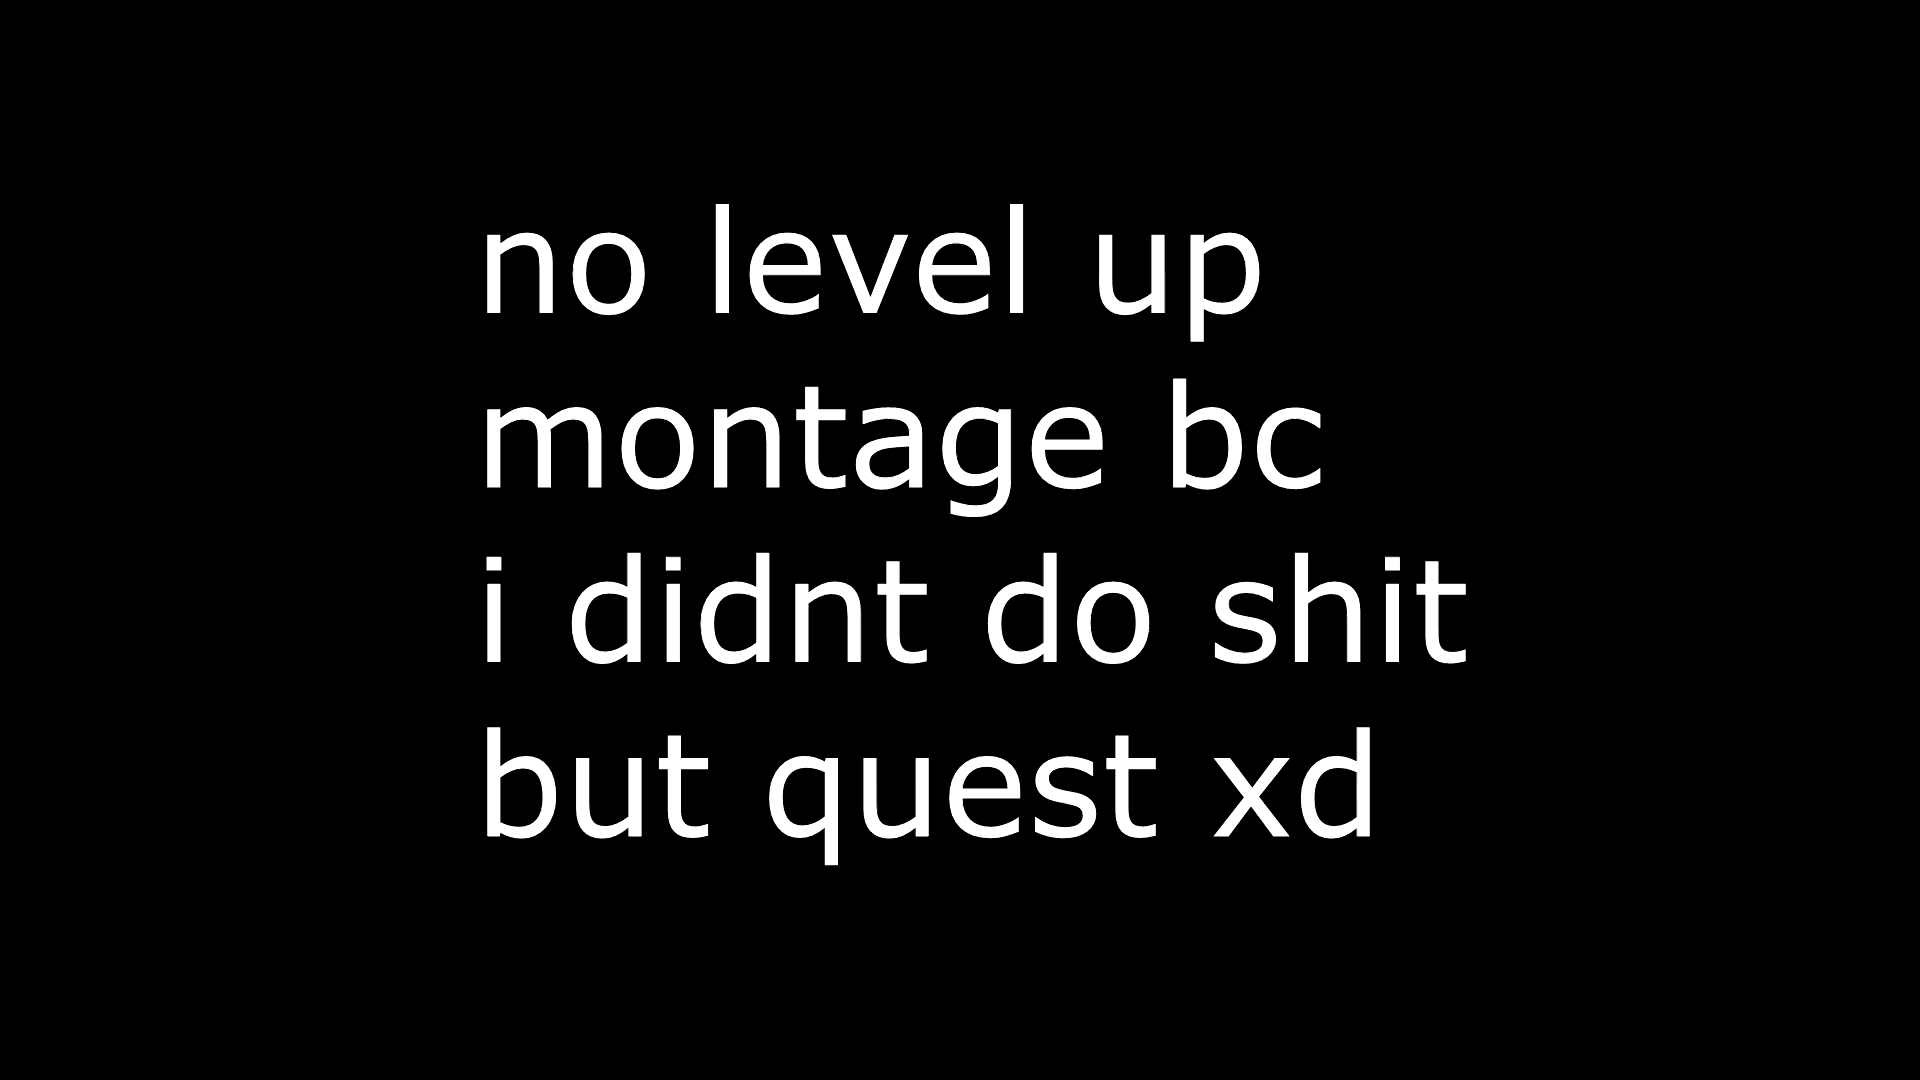 no level up
montage bc
i didnt do shit
but quest xd